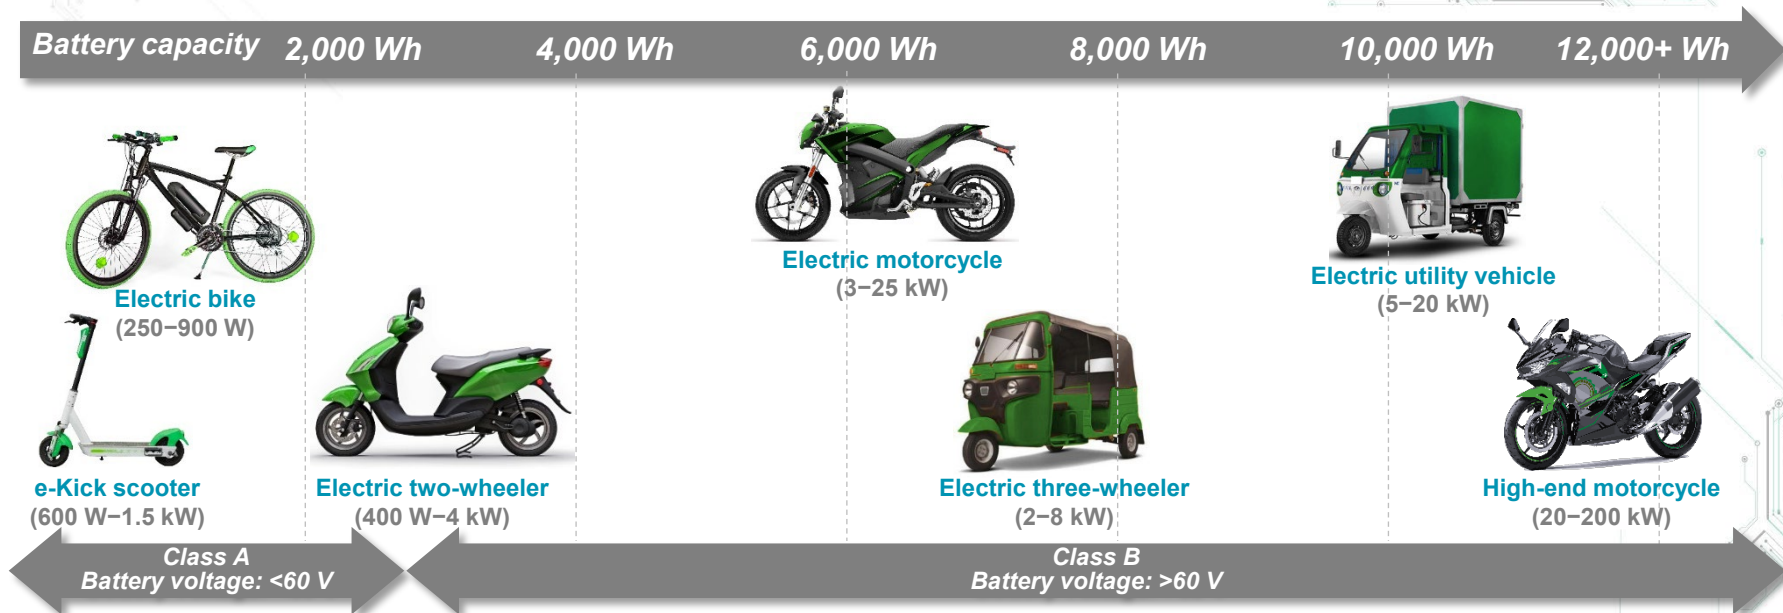 Battery capacity 2,000 Wh 4,000 Wh 6,000 Wh 8,000 Wh 10,000 Wh 12,000+ Wh
Electric bike
(250−900 W)
Electric motorcycle
(3−25 kW)
Electric utility vehicle
(5−20 kW)
e-Kick scooter
(600 W−1.5 kW)
Electric two-wheeler
(400 W−4 kW)
Electric three-wheeler
(2−8 kW)
High-end motorcycle
(20−200 kW)
Class A
Battery voltage: <60 V
Class B
Battery voltage: >60 V